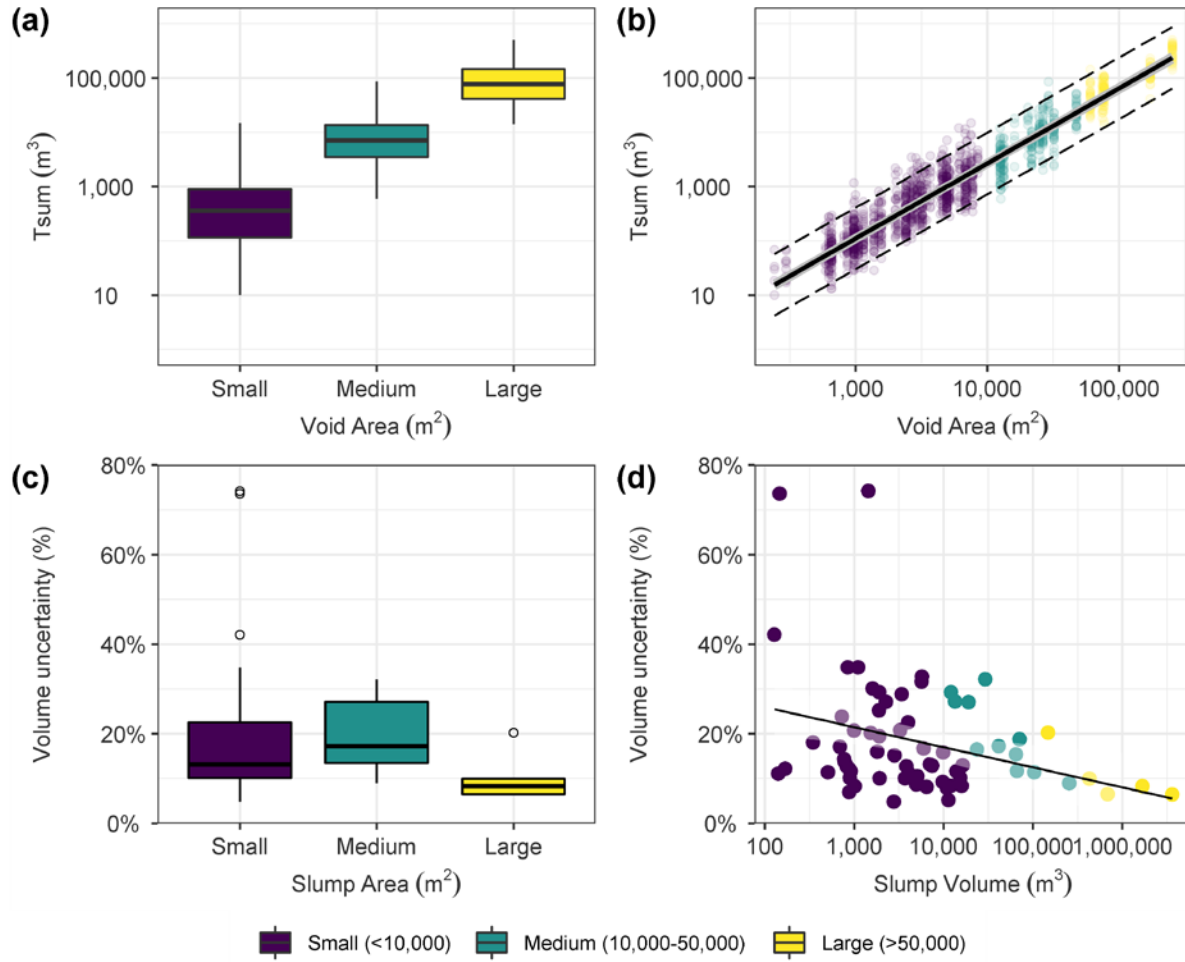 (a)
Tsum (m³)
100,000
1,000
10
Small Medium Large
Void Area (m²)
(b)
Tsum (m³)
100,000
1,000
10
1,000 10,000 100,000
Void Area (m²)
(c)
Volume uncertainty (%)
80%
60%
40%
20%
0%
Small Medium Large
Slump Area (m²)
(d)
Volume uncertainty (%)
80%
60%
40%
20%
0%
100 1,000 10,000 100,000 1,000,000
Slump Volume (m³)
Small (<10,000) Medium (10,000-50,000) Large (>50,000)